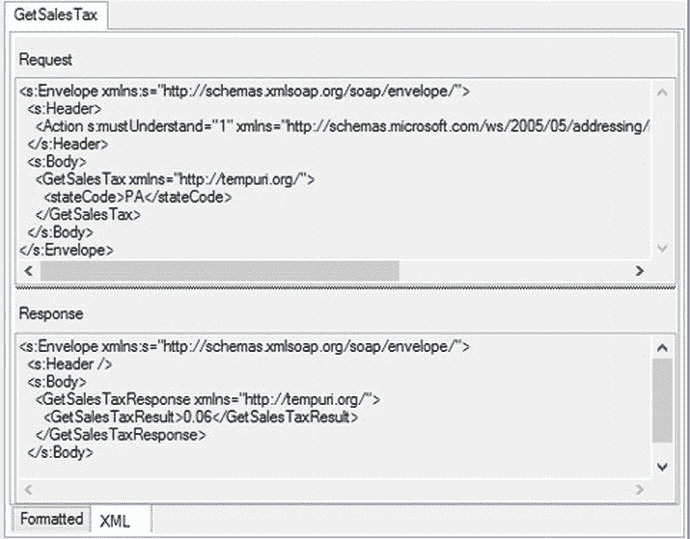 GetSalesTax
Request
<s:Envelope xmlns:s="http://schemas.xmlsoap.org/soap/envelope/">
<s:Header>
<Action s:mustUnderstand="1" xmlns="http://schemas.microsoft.com/ws/2005/05/addressing/
</s:Header>
<s:Body>
<GetSalesTax xmlns="http://tempuri.org/">
<stateCode>PA</stateCode>
</GetSalesTax>
</s:Body>
</s:Envelope>
Response
<s:Envelope xmlns:s="http://schemas.xmlsoap.org/soap/envelope/">
<s:Header />
<s:Body>
<GetSalesTaxResponse xmlns="http://tempuri.org/">
<GetSalesTaxResult>0.06</GetSalesTaxResult>
</GetSalesTaxResponse>
</s:Body>
Formatted XML